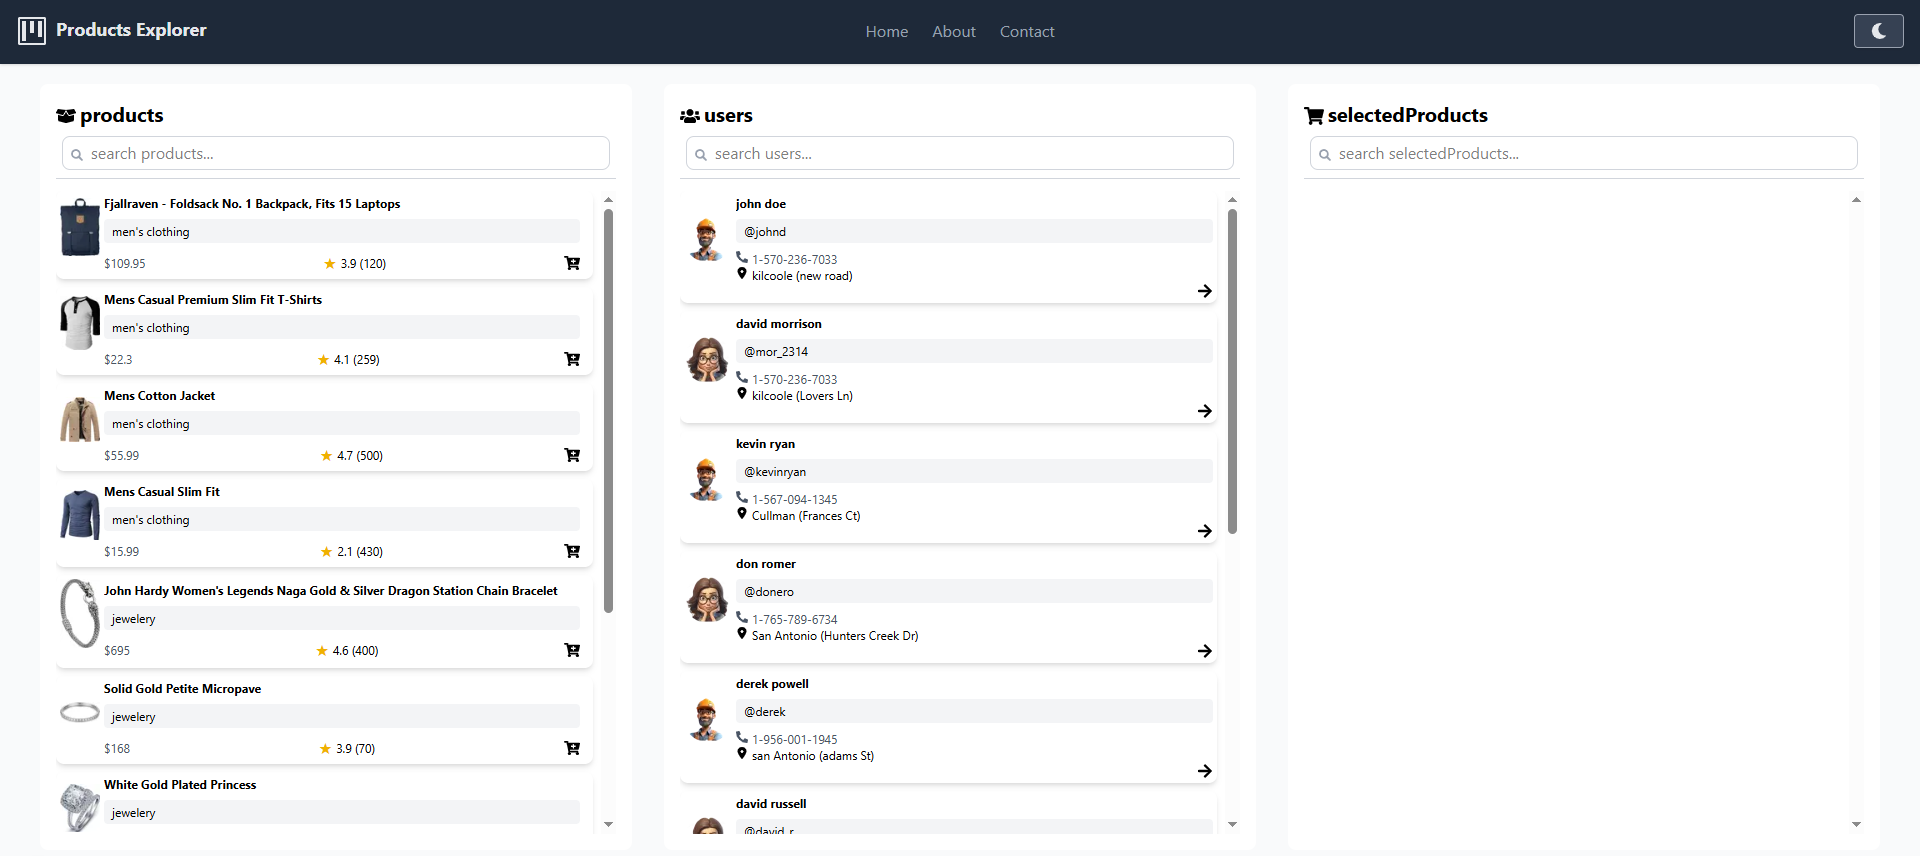 Products Explorer
Home About Contact
products
search products...
Fjallraven - Foldsack No. 1 Backpack, Fits 15 Laptops
men's clothing
$109.95 3.9 (120)
Mens Casual Premium Slim Fit T-Shirts
men's clothing
$22.3 4.1 (259)
Mens Cotton Jacket
men's clothing
$55.99 4.7 (500)
Mens Casual Slim Fit
men's clothing
$15.99 2.1 (430)
John Hardy Women's Legends Naga Gold & Silver Dragon Station Chain Bracelet
jewelery
$695 4.6 (400)
Solid Gold Petite Micropave
jewelery
$168 3.9 (70)
White Gold Plated Princess
jewelery
users
search users...
john doe
@johnd
1-570-236-7033
kilcoole (new road)
david morrison
@mor_2314
1-570-236-7033
kilcoole (Lovers Ln)
kevin ryan
@kevinryan
1-567-094-1345
Cullman (Frances Ct)
don romer
@donero
1-765-789-6734
San Antonio (Hunters Creek Dr)
derek powell
@derek
1-956-001-1945
san Antonio (adams St)
david russell
@david_r
selectedProducts
search selectedProducts...